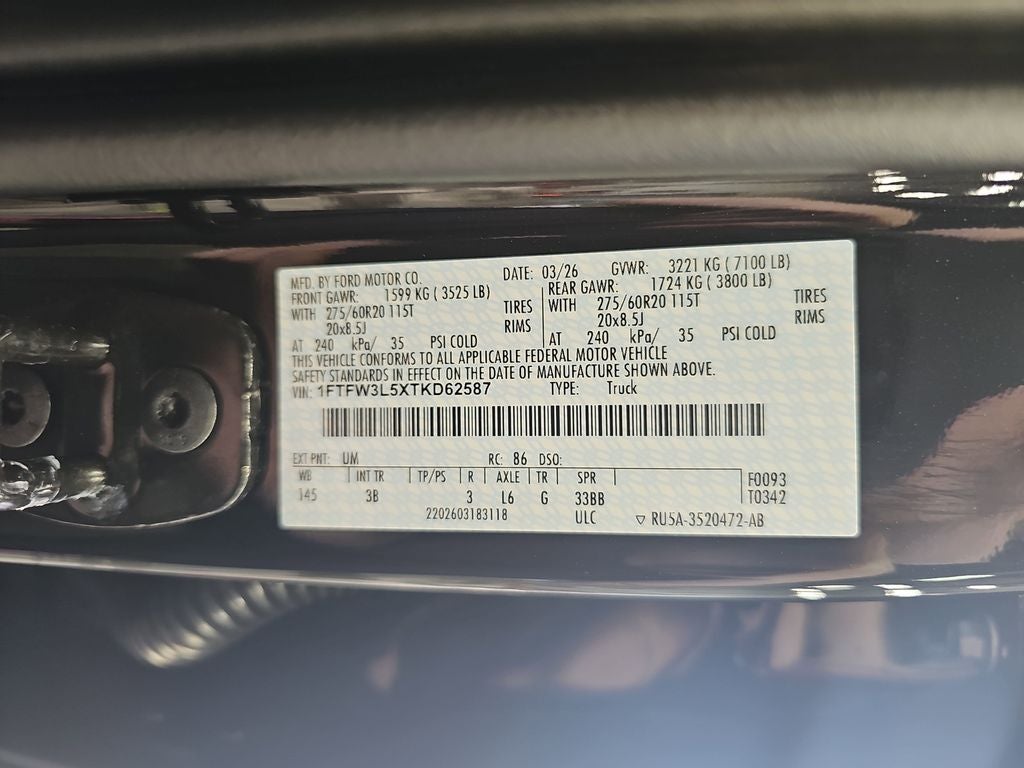 MFD. BY FORD MOTOR CO. DATE: 03/26 GVWR: 3221 KG ( 7100 LB)
FRONT GAWR: 1599 KG ( 3525 LB) REAR GAWR: 1724 KG ( 3800 LB)
WITH 275/60R20 115T TIRES WITH 275/60R20 115T TIRES
20x8.5J RIMS 20x8.5J RIMS
AT 240 kPa/ 35 PSI COLD AT 240 kPa/ 35 PSI COLD
THIS VEHICLE CONFORMS TO ALL APPLICABLE FEDERAL MOTOR VEHICLE
SAFETY STANDARDS IN EFFECT ON THE DATE OF MANUFACTURE SHOWN ABOVE.
VIN: 1FTFW3L5XTKD62587 TYPE: Truck
EXT PNT: UM RC: 86 DSO:
WB INT TR TP/PS R AXLE TR SPR F0093
145 3B 3 L6 G 33BB T0342
2202603183118 ULC ▽ RU5A-3520472-AB